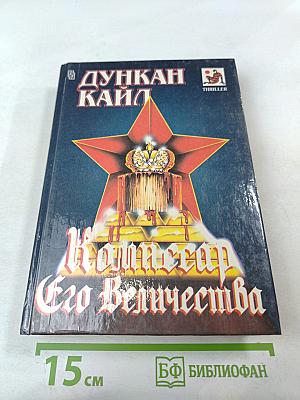 ДУНКАН
КАЙЛ
THRILLER
Комиссар
Его Величества
15 см
БФ БИБЛИОФАН